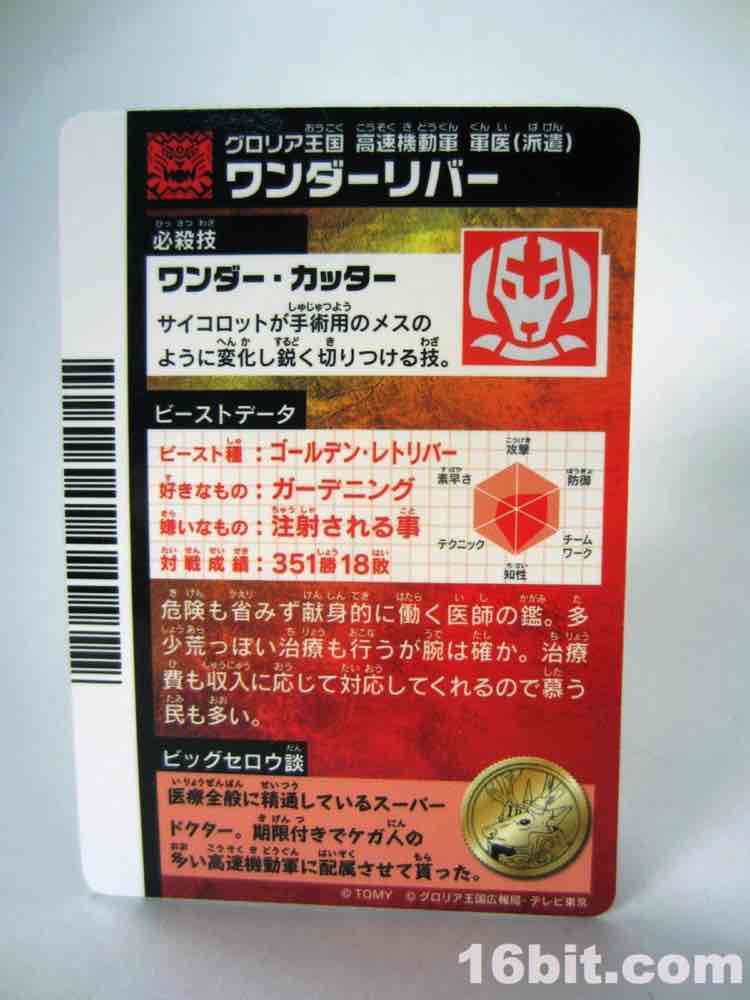 グロリア王国 高速機動軍 軍医(派遣)
ワンダーリバー
必殺技
ワンダー・カッター
サイコロットが手術用のメスの
ように変化し鋭く切りつける技。
ビーストデータ
ビースト種：ゴールデン・レトリバー
好きなもの：ガーデニング
嫌いなもの：注射される事
対戦成績：351勝18敗
攻撃
防御
チーム
ワーク
知性
テクニック
素早さ
危険も省みず献身的に働く医師の鑑。多
少荒っぽい治療も行うが腕は確か。治療
費も収入に応じて対応してくれるので慕う
民も多い。
ビッグセロウ談
医療全般に精通しているスーパー
ドクター。期限付きでケガ人の
多い高速機動軍に配属させて貰った。
© TOMY © グロリア王国広報局・テレビ東京
16bit.com